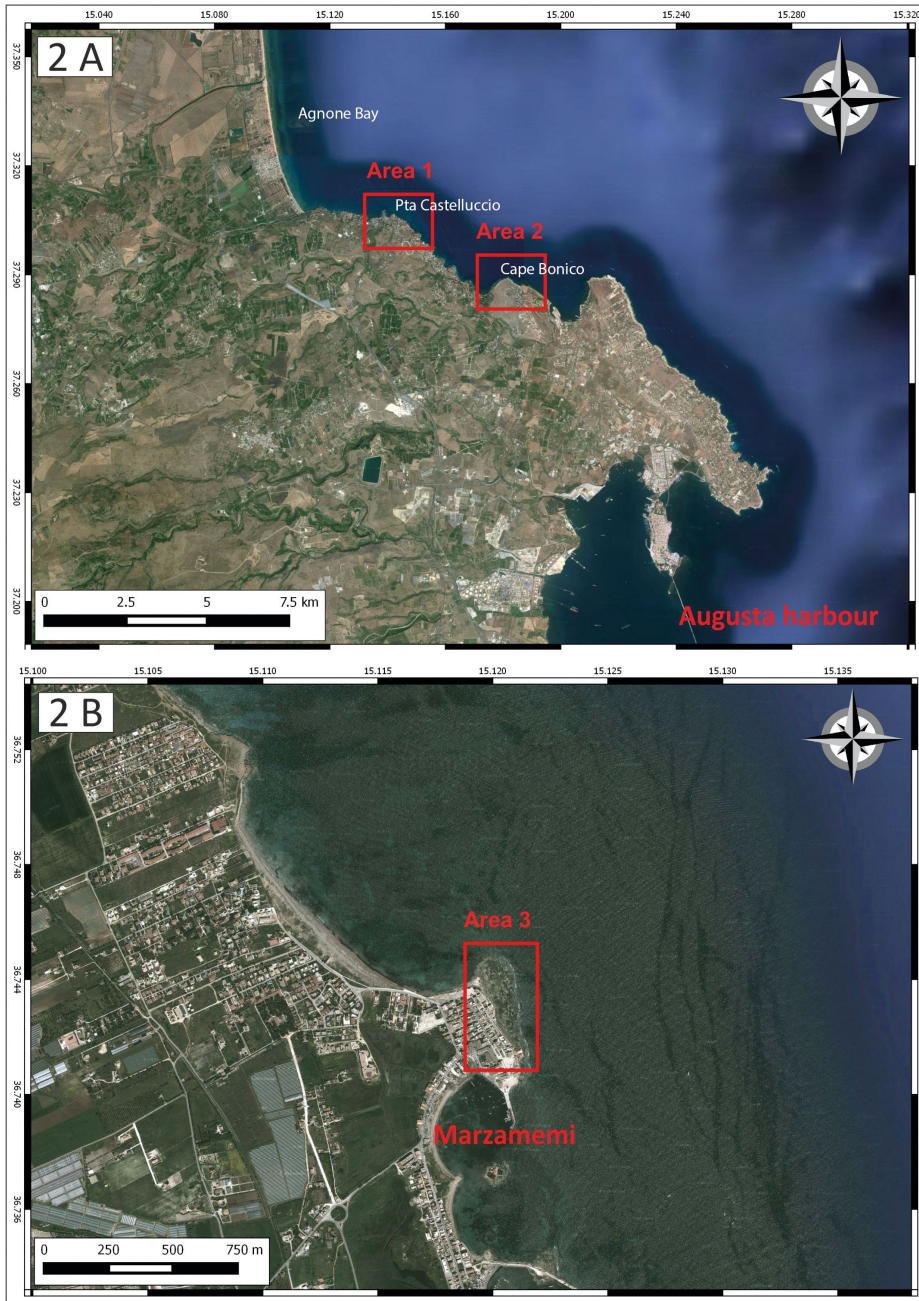 15.040 15.080 15.120 15.160 15.200 15.240 15.280 15.320
2 A
37.350
Agnone Bay
37.320
Area 1
Pta Castelluccio
Area 2
Cape Bonico
37.290
37.260
37.230
37.200
0 2.5 5 7.5 km
Augusta harbour
15.100 15.105 15.110 15.115 15.120 15.125 15.130 15.135
2 B
36.752
36.748
Area 3
36.744
36.740
Marzamemi
36.736
0 250 500 750 m